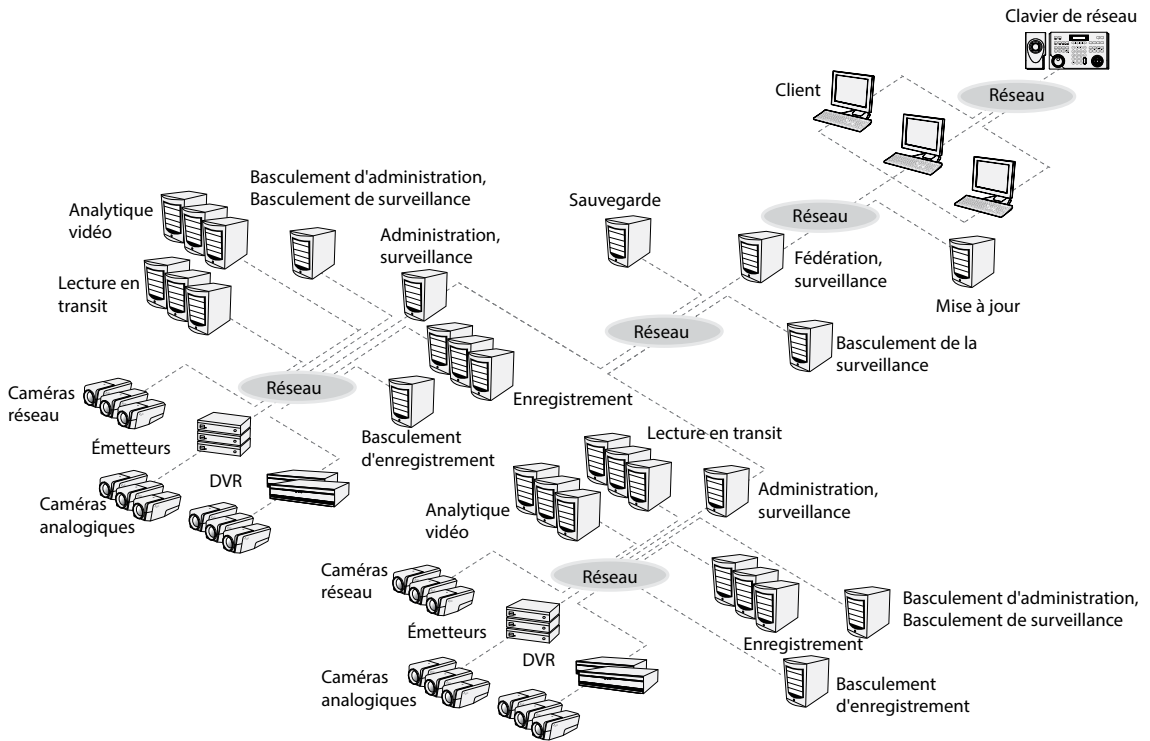 Clavier de réseau
Client
Réseau
Basculement d'administration,
Basculement de surveillance
Sauvegarde
Analytique
vidéo
Réseau
Administration,
surveillance
Fédération,
surveillance
Lecture en
transit
Mise à jour
Réseau
Basculement de la
surveillance
Réseau
Caméras
réseau
Enregistrement
Émetteurs
Basculement
d'enregistrement
Lecture en transit
DVR
Caméras
analogiques
Administration,
surveillance
Analytique
vidéo
Réseau
Caméras
réseau
Basculement d'administration,
Basculement de surveillance
Émetteurs
Enregistrement
DVR
Caméras
analogiques
Basculement
d'enregistrement